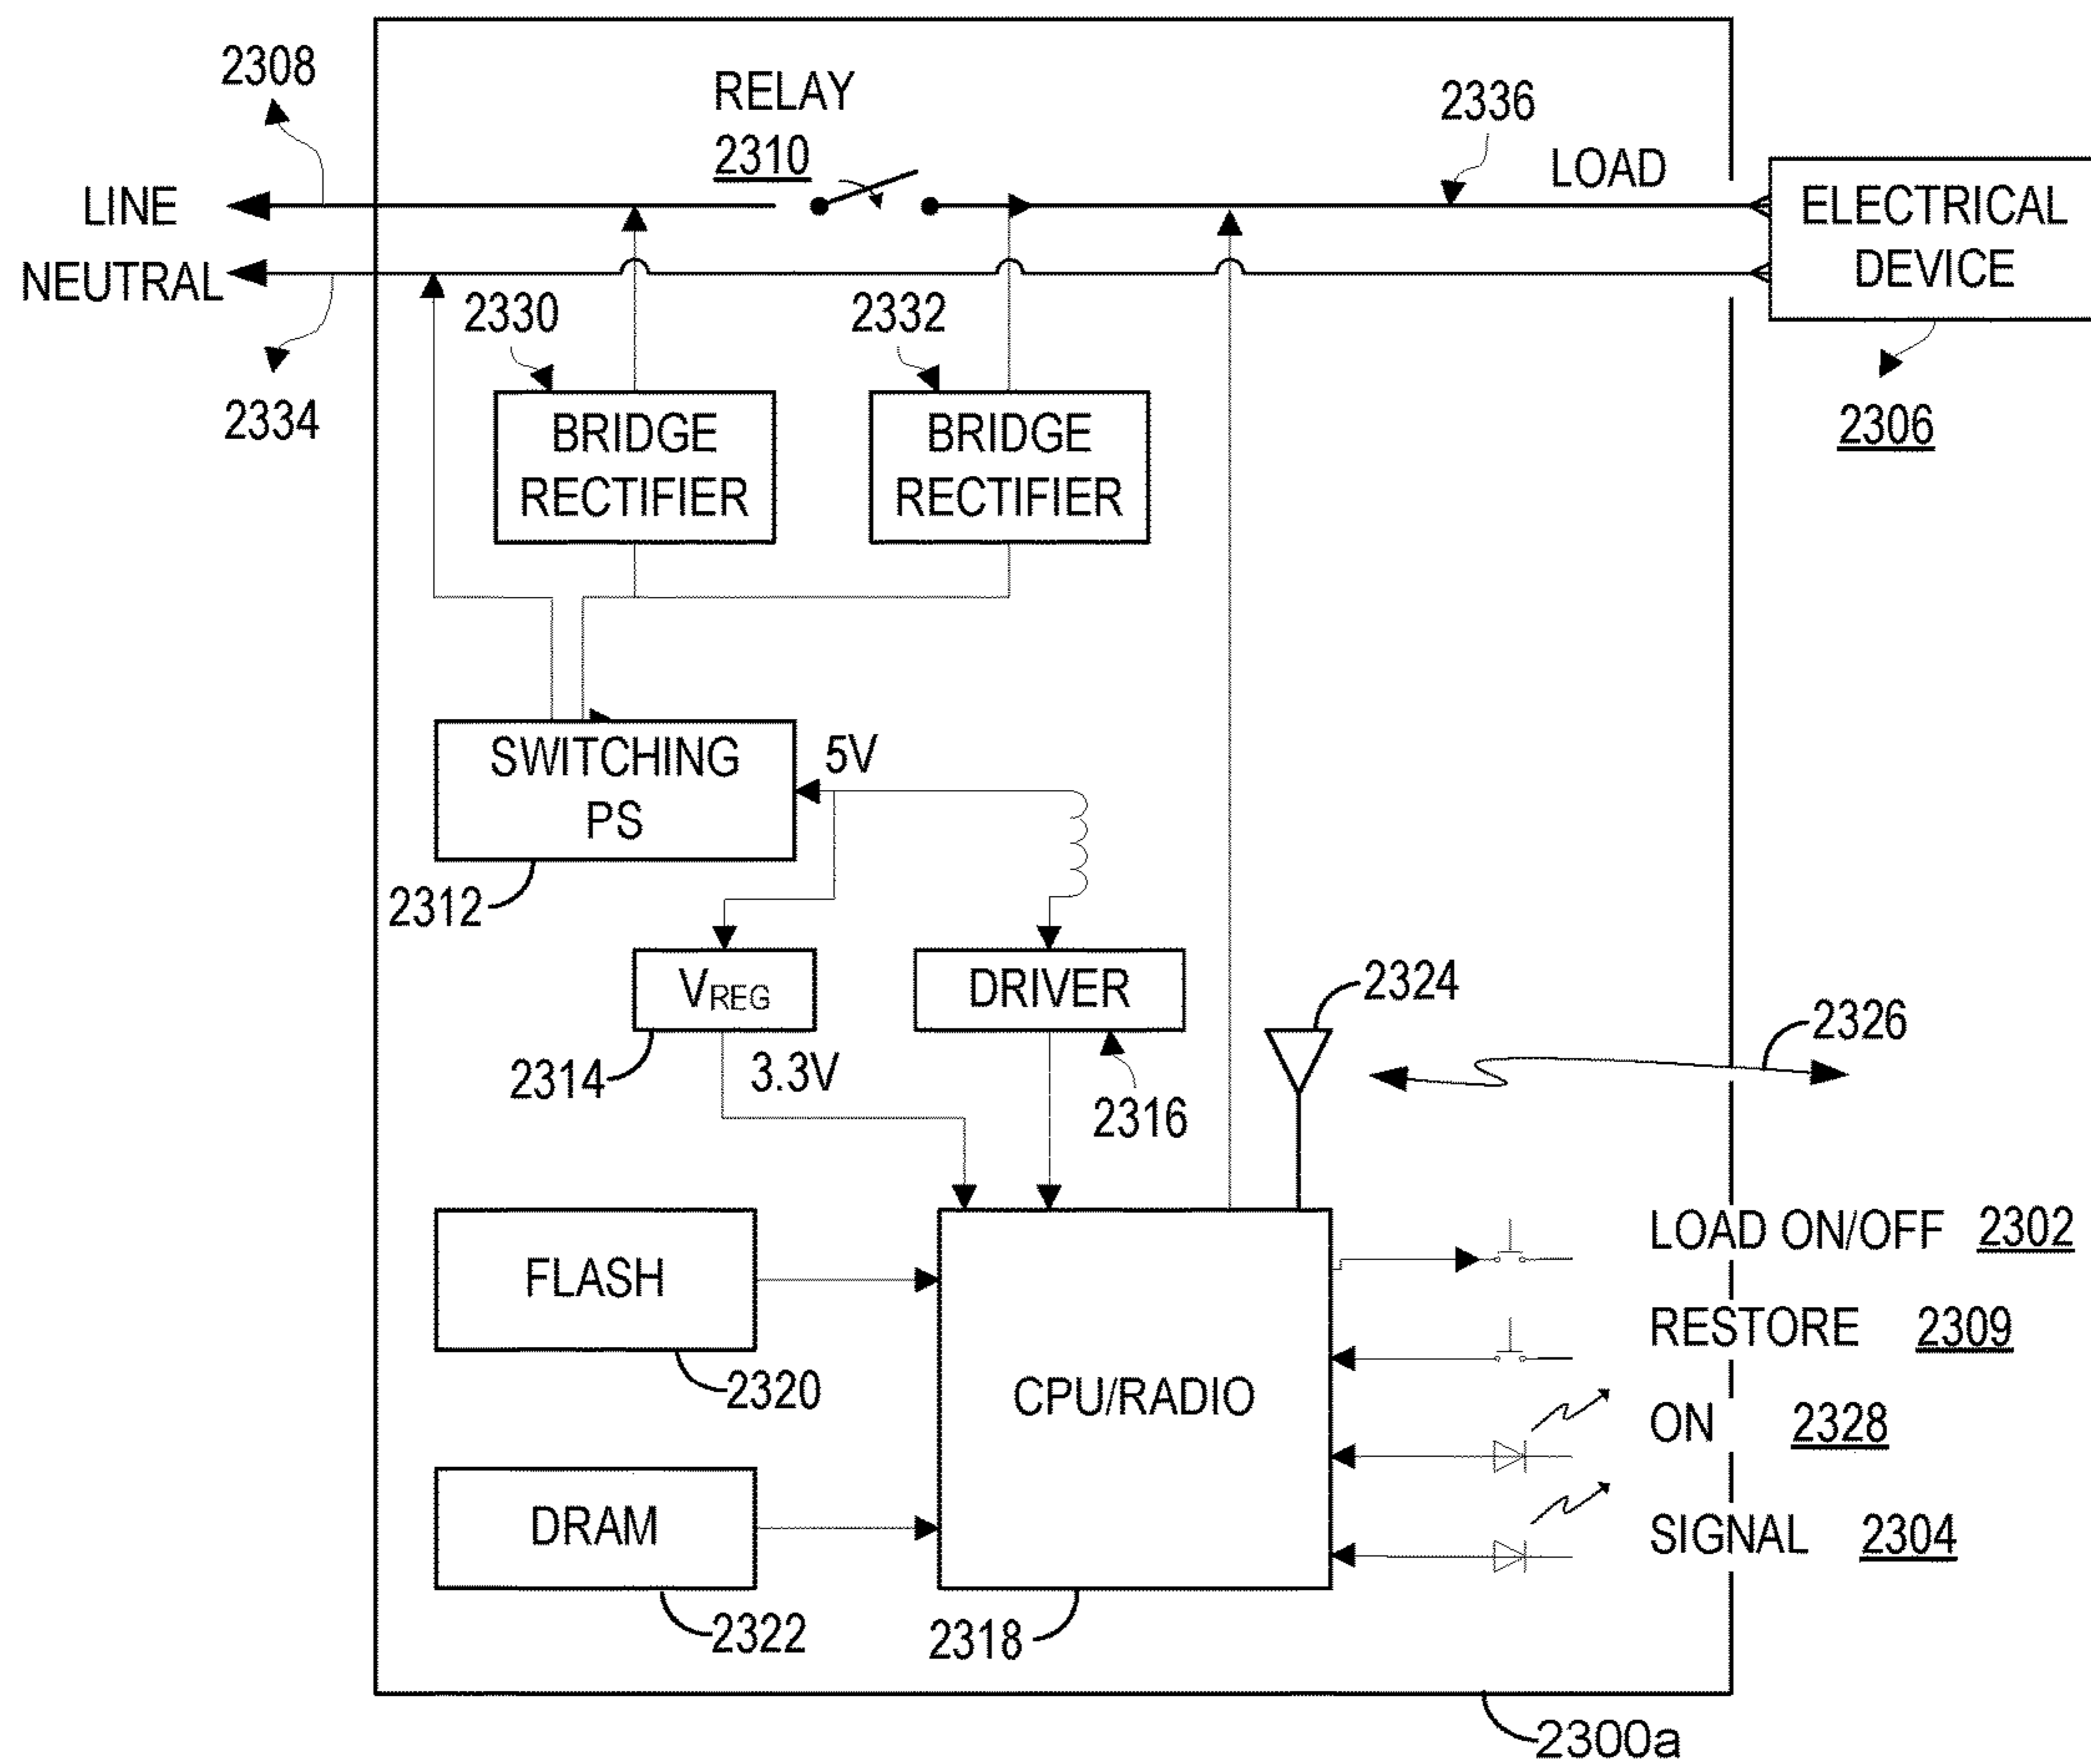 2308
RELAY
2310
2336
LOAD
LINE
NEUTRAL
ELECTRICAL
DEVICE
2330
2332
2334
2306
BRIDGE
RECTIFIER
BRIDGE
RECTIFIER
SWITCHING
PS
5V
2312
VREG
DRIVER
2324
2326
2314
3.3V
2316
FLASH
2320
CPU/RADIO
LOAD ON/OFF 2302
RESTORE 2309
ON 2328
SIGNAL 2304
DRAM
2322
2318
2300a